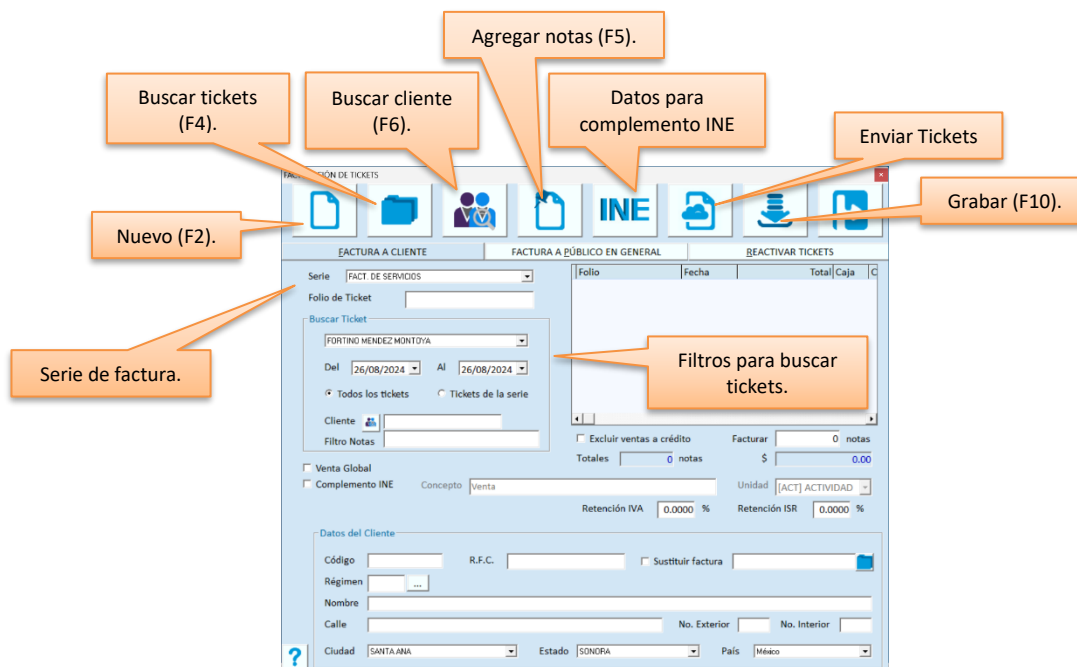 Agregar notas (F5).
Buscar tickets
(F4).
Buscar cliente
(F6).
Datos para
complemento INE
Enviar Tickets
Grabar (F10).
Nuevo (F2).
Serie de factura.
Filtros para buscar
tickets.
INE
FACTURA A CLIENTE
FACTURA A PÚBLICO EN GENERAL
REACTIVAR TICKETS
Serie FACT. DE SERVICIOS
Folio de Ticket
Buscar Ticket
FORTINO MENDEZ MONTOYA
Del 26/08/2024 Al 26/08/2024
Todos los tickets Tickets de la serie
Cliente
Filtro Notas
Folio Fecha Total Caja C
Excluir ventas a crédito Facturar 0 notas
Totales 0 notas $ 0.00
Venta Global
Complemento INE Concepto Venta Unidad [ACT] ACTIVIDAD
Retención IVA 0.0000 % Retención ISR 0.0000 %
Datos del Cliente
Código R.F.C. Sustituir factura
Régimen ...
Nombre
Calle No. Exterior No. Interior
Ciudad SANTA ANA Estado SONORA País México
?